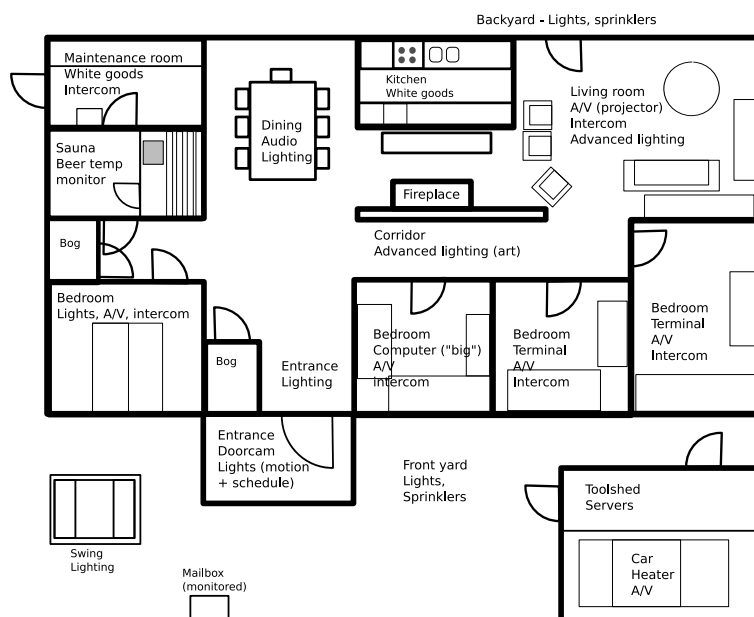 Backyard - Lights, sprinklers
Maintenance room
White goods
Intercom
Kitchen
White goods
Living room
A/V (projector)
Intercom
Advanced lighting
Dining
Audio
Lighting
Sauna
Beer temp
monitor
Fireplace
Bog
Corridor
Advanced lighting (art)
Bedroom
Lights, A/V, intercom
Bog
Entrance
Lighting
Bedroom
Computer ("big")
A/V
intercom
Bedroom
Terminal
A/V
Intercom
Bedroom
Terminal
A/V
Intercom
Entrance
Doorcam
Lights (motion
+ schedule)
Front yard
Lights,
Sprinklers
Toolshed
Servers
Swing
Lighting
Car
Heater
A/V
Mailbox
(monitored)